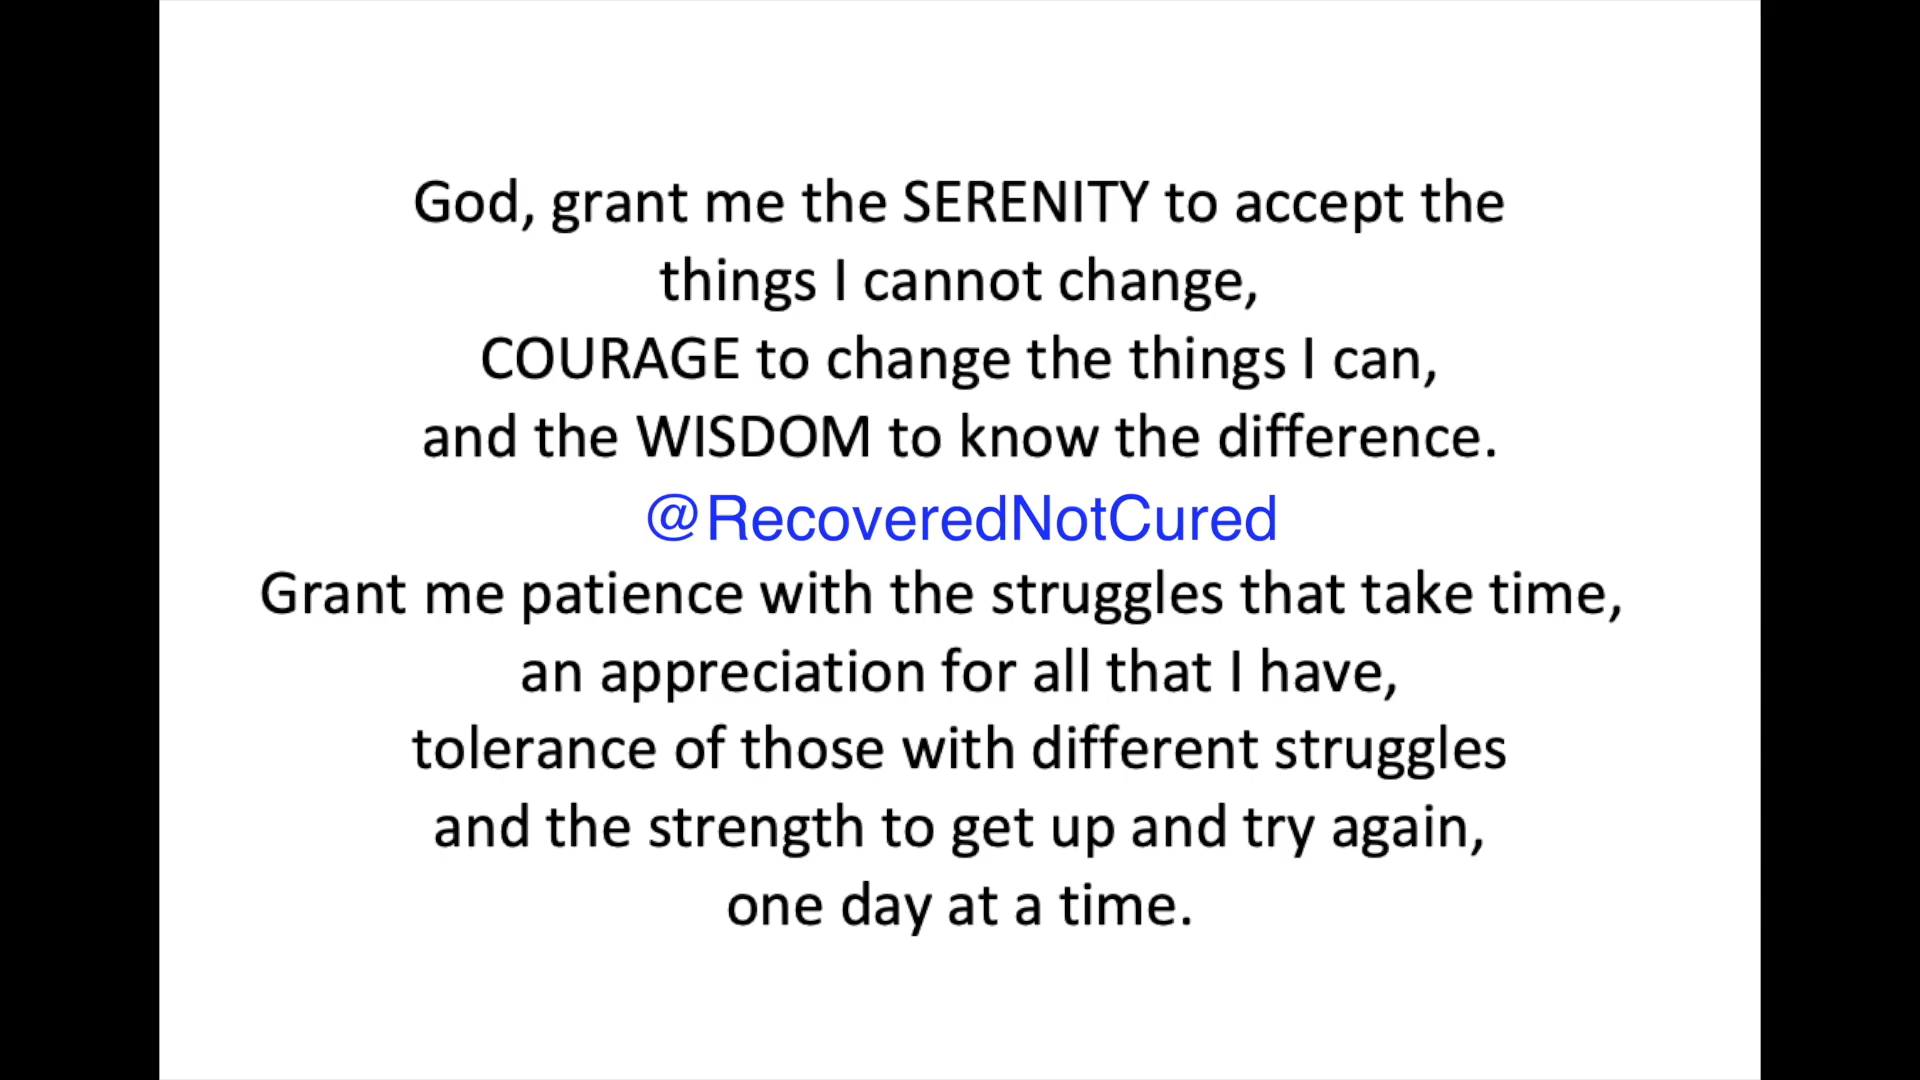 God, grant me the SERENITY to accept the
things I cannot change,
COURAGE to change the things I can,
and the WISDOM to know the difference.
@RecoveredNotCured
Grant me patience with the struggles that take time,
an appreciation for all that I have,
tolerance of those with different struggles
and the strength to get up and try again,
one day at a time.